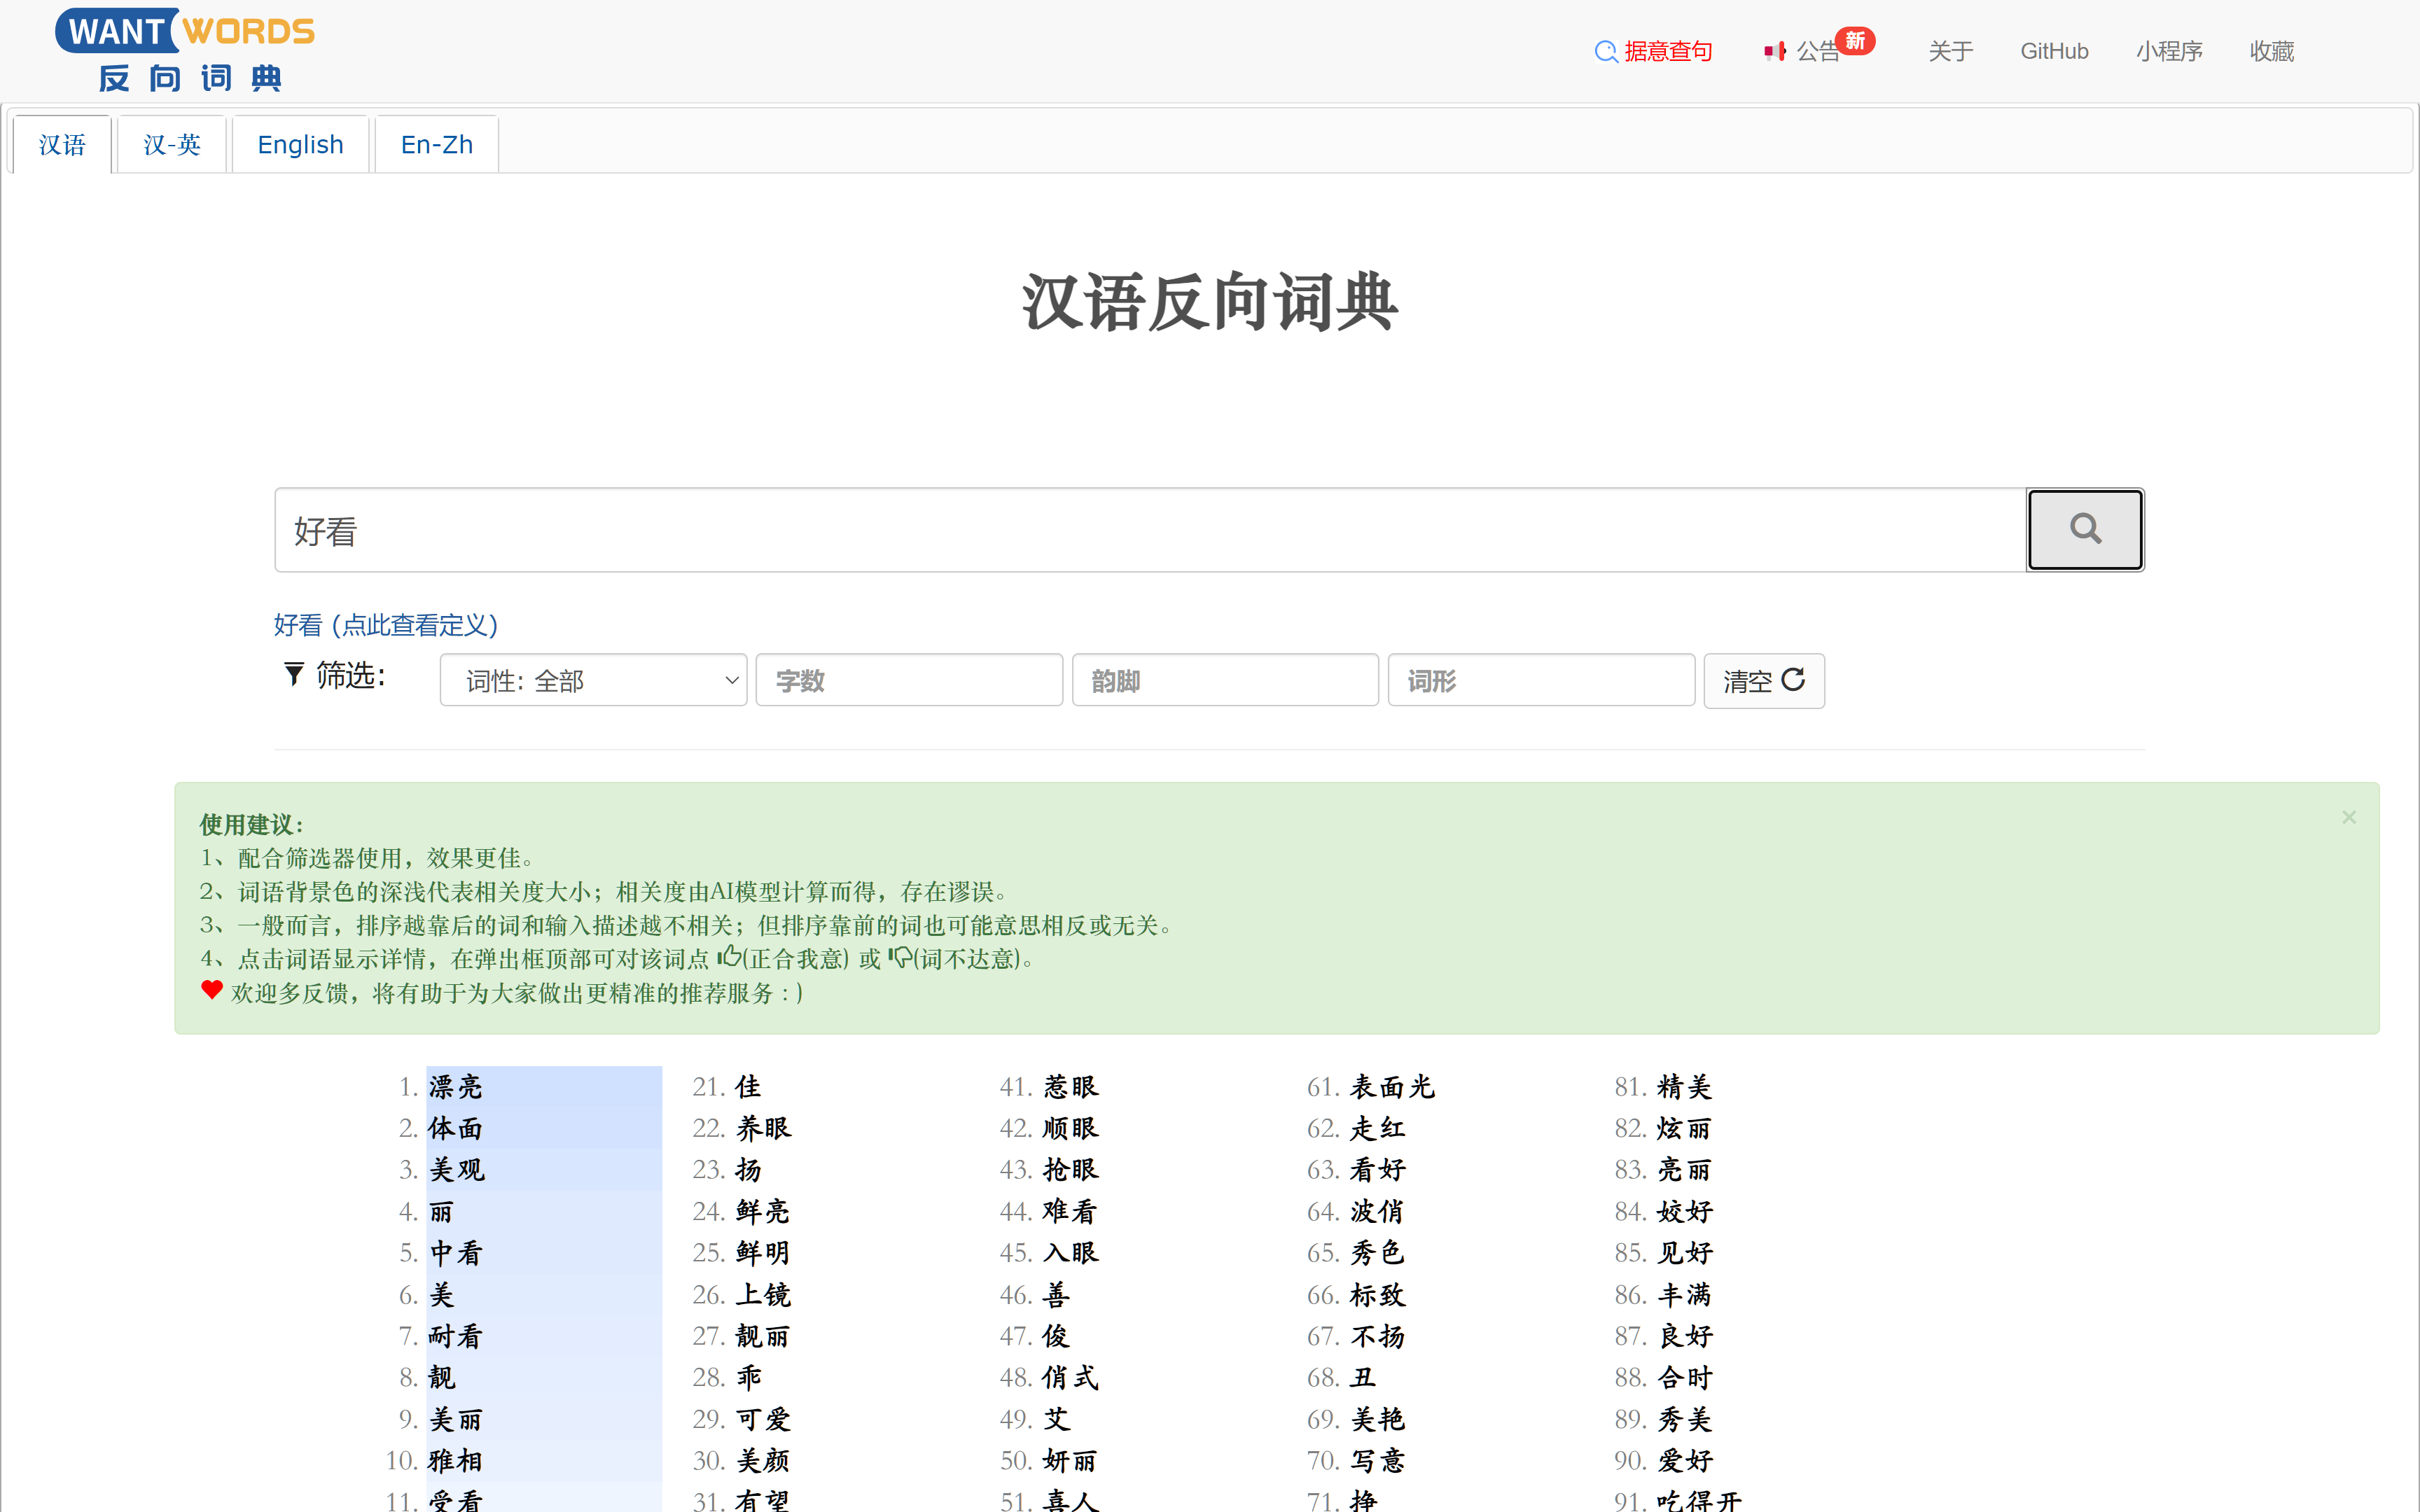 WANT WORDS
反向词典
据意查句 公告 新 关于 GitHub 小程序 收藏
汉语 汉-英 English En-Zh
汉语反向词典
好看
好看 (点此查看定义)
筛选: 词性: 全部 字数 韵脚 词形 清空
使用建议：
1、配合筛选器使用，效果更佳。
2、词语背景色的深浅代表相关度大小；相关度由AI模型计算而得，存在谬误。
3、一般而言，排序越靠后的词和输入描述越不相关；但排序靠前的词也可能意思相反或无关。
4、点击词语显示详情，在弹出框顶部可对该词点 (正合我意) 或 (词不达意)。
欢迎多反馈，将有助于为大家做出更精准的推荐服务：)
×
1. 漂亮
2. 体面
3. 美观
4. 丽
5. 中看
6. 美
7. 耐看
8. 靓
9. 美丽
10. 雅相
11. 受看
21. 佳
22. 养眼
23. 扬
24. 鲜亮
25. 鲜明
26. 上镜
27. 靓丽
28. 乖
29. 可爱
30. 美颜
31. 有望
41. 惹眼
42. 顺眼
43. 抢眼
44. 难看
45. 入眼
46. 善
47. 俊
48. 俏式
49. 艾
50. 妍丽
51. 喜人
61. 表面光
62. 走红
63. 看好
64. 波俏
65. 秀色
66. 标致
67. 不扬
68. 丑
69. 美艳
70. 写意
71. 挣
81. 精美
82. 炫丽
83. 亮丽
84. 姣好
85. 见好
86. 丰满
87. 良好
88. 合时
89. 秀美
90. 爱好
91. 吃得开